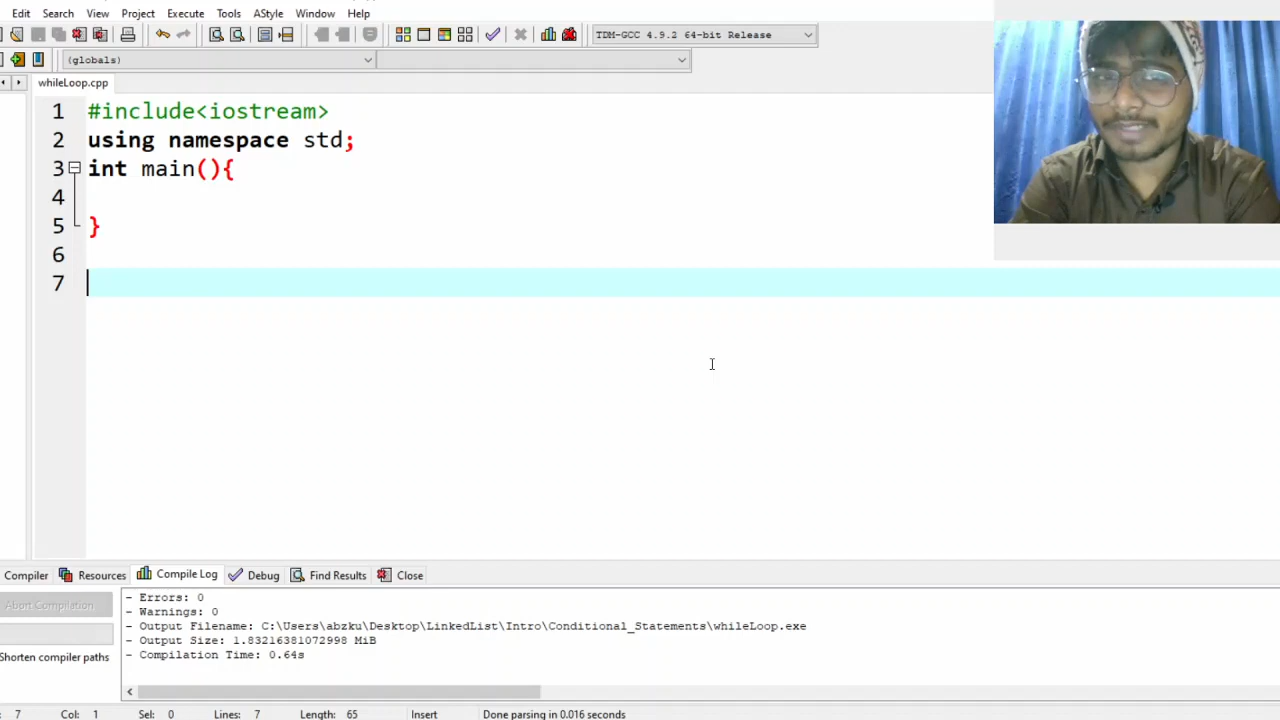 Edit Search View Project Execute Tools AStyle Window Help
TDM-GCC 4.9.2 64-bit Release
(globals)
whileLoop.cpp
1 #include<iostream>
2 using namespace std;
3 int main(){
4
5 }
6
7
Compiler Resources Compile Log Debug Find Results Close
Abort Compilation
Shorten compiler paths
- Errors: 0
- Warnings: 0
- Output Filename: C:\Users\abzku\Desktop\LinkedList\Intro\Conditional_Statements\whileLoop.exe
- Output Size: 1.83216381072998 MiB
- Compilation Time: 0.64s
: 7 Col: 1 Sel: 0 Lines: 7 Length: 65 Insert Done parsing in 0.016 seconds